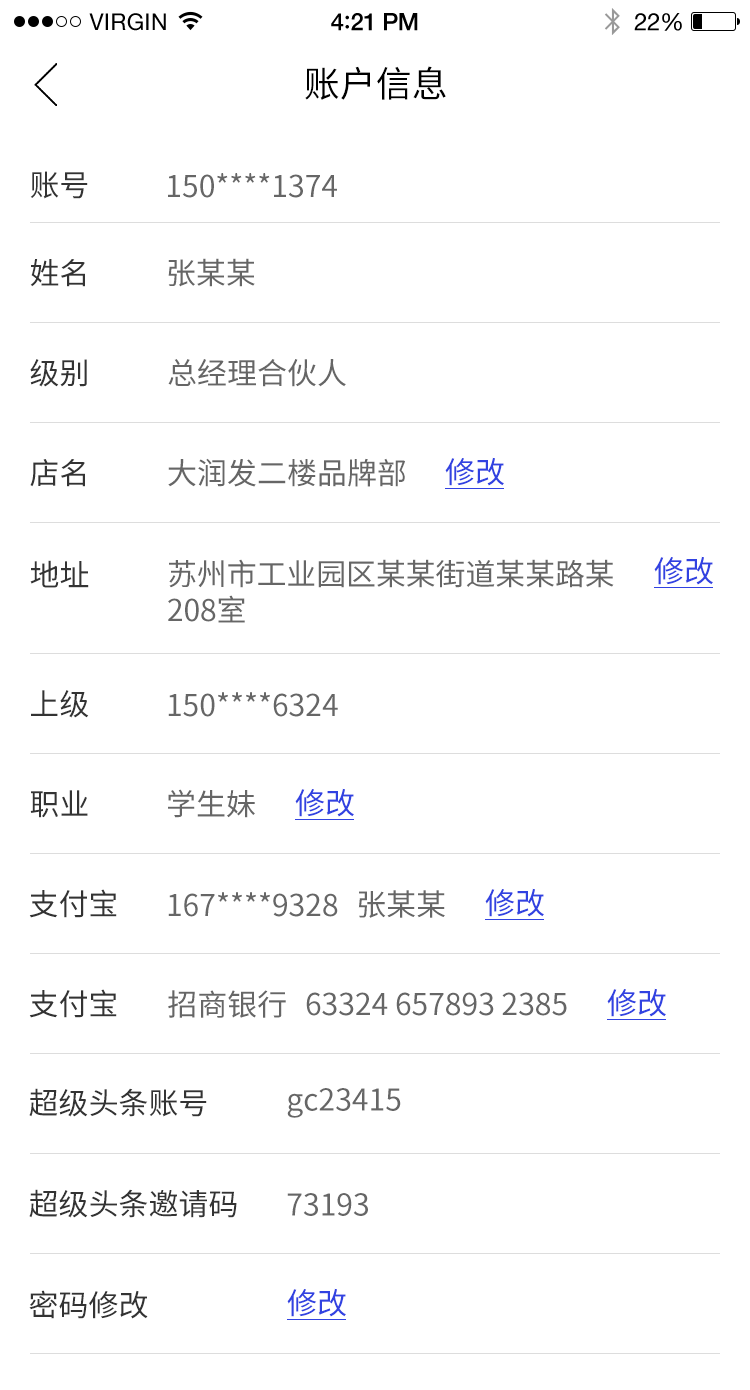 VIRGIN 4:21 PM 22%
账户信息
账号 150****1374
姓名 张某某
级别 总经理合伙人
店名 大润发二楼品牌部 修改
地址 苏州市工业园区某某街道某某路某 修改
208室
上级 150****6324
职业 学生妹 修改
支付宝 167****9328 张某某 修改
支付宝 招商银行 63324 657893 2385 修改
超级头条账号 gc23415
超级头条邀请码 73193
密码修改 修改